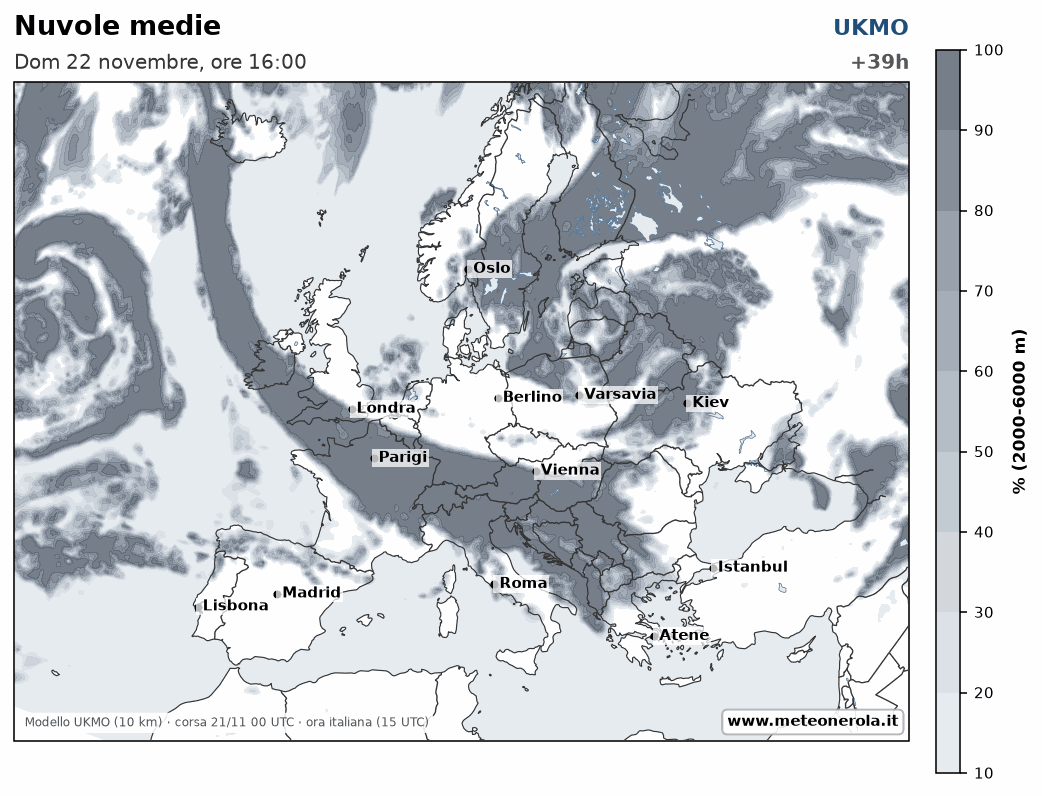 Nuvole medie
UKMO
Dom 22 novembre, ore 16:00
+39h
100
90
80
70
60
50
40
30
20
10
% (2000-6000 m)
Oslo
Londra
Berlino
Varsavia
Kiev
Parigi
Vienna
Istanbul
Roma
Madrid
Lisbona
Atene
Modello UKMO (10 km) · corsa 21/11 00 UTC · ora italiana (15 UTC)
www.meteonerola.it